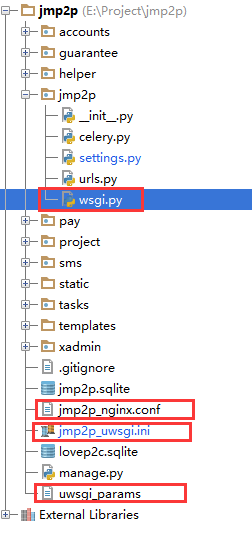 jmp2p (E:\Project\jmp2p)
accounts
guarantee
helper
jmp2p
__init__.py
celery.py
settings.py
urls.py
wsgi.py
pay
project
sms
static
tasks
templates
xadmin
.gitignore
jmp2p.sqlite
jmp2p_nginx.conf
jmp2p_uwsgi.ini
lovep2c.sqlite
manage.py
uwsgi_params
External Libraries